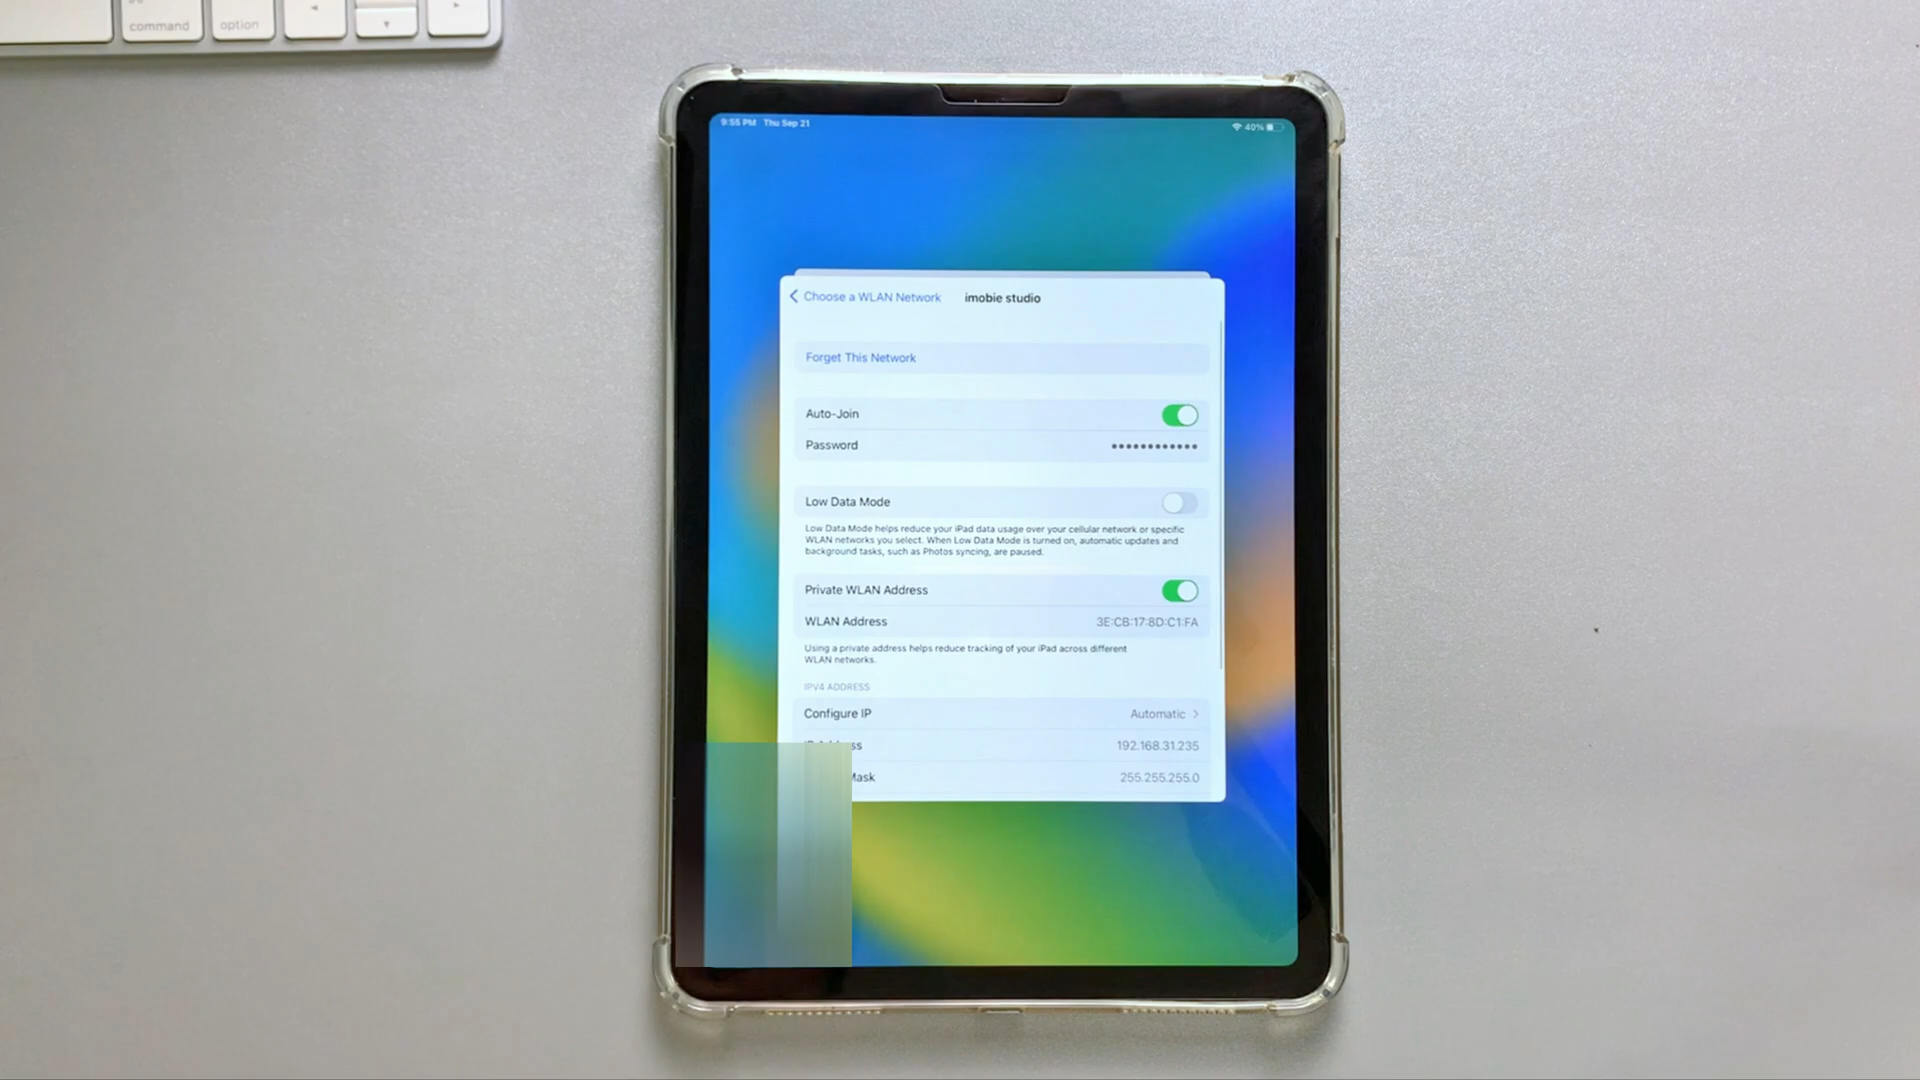 command
option
9:55 PM Thu Sep 21
40%
Choose a WLAN Network
imobie studio
Forget This Network
Auto-Join
Password ••••••••••••
Low Data Mode
Low Data Mode helps reduce your iPad data usage over your cellular network or specific
WLAN networks you select. When Low Data Mode is turned on, automatic updates and
background tasks, such as Photos syncing, are paused.
Private WLAN Address
WLAN Address 3E:CB:17:8D:C1:FA
Using a private address helps reduce tracking of your iPad across different
WLAN networks.
IPV4 ADDRESS
Configure IP Automatic
192.168.31.235
Mask 255.255.255.0